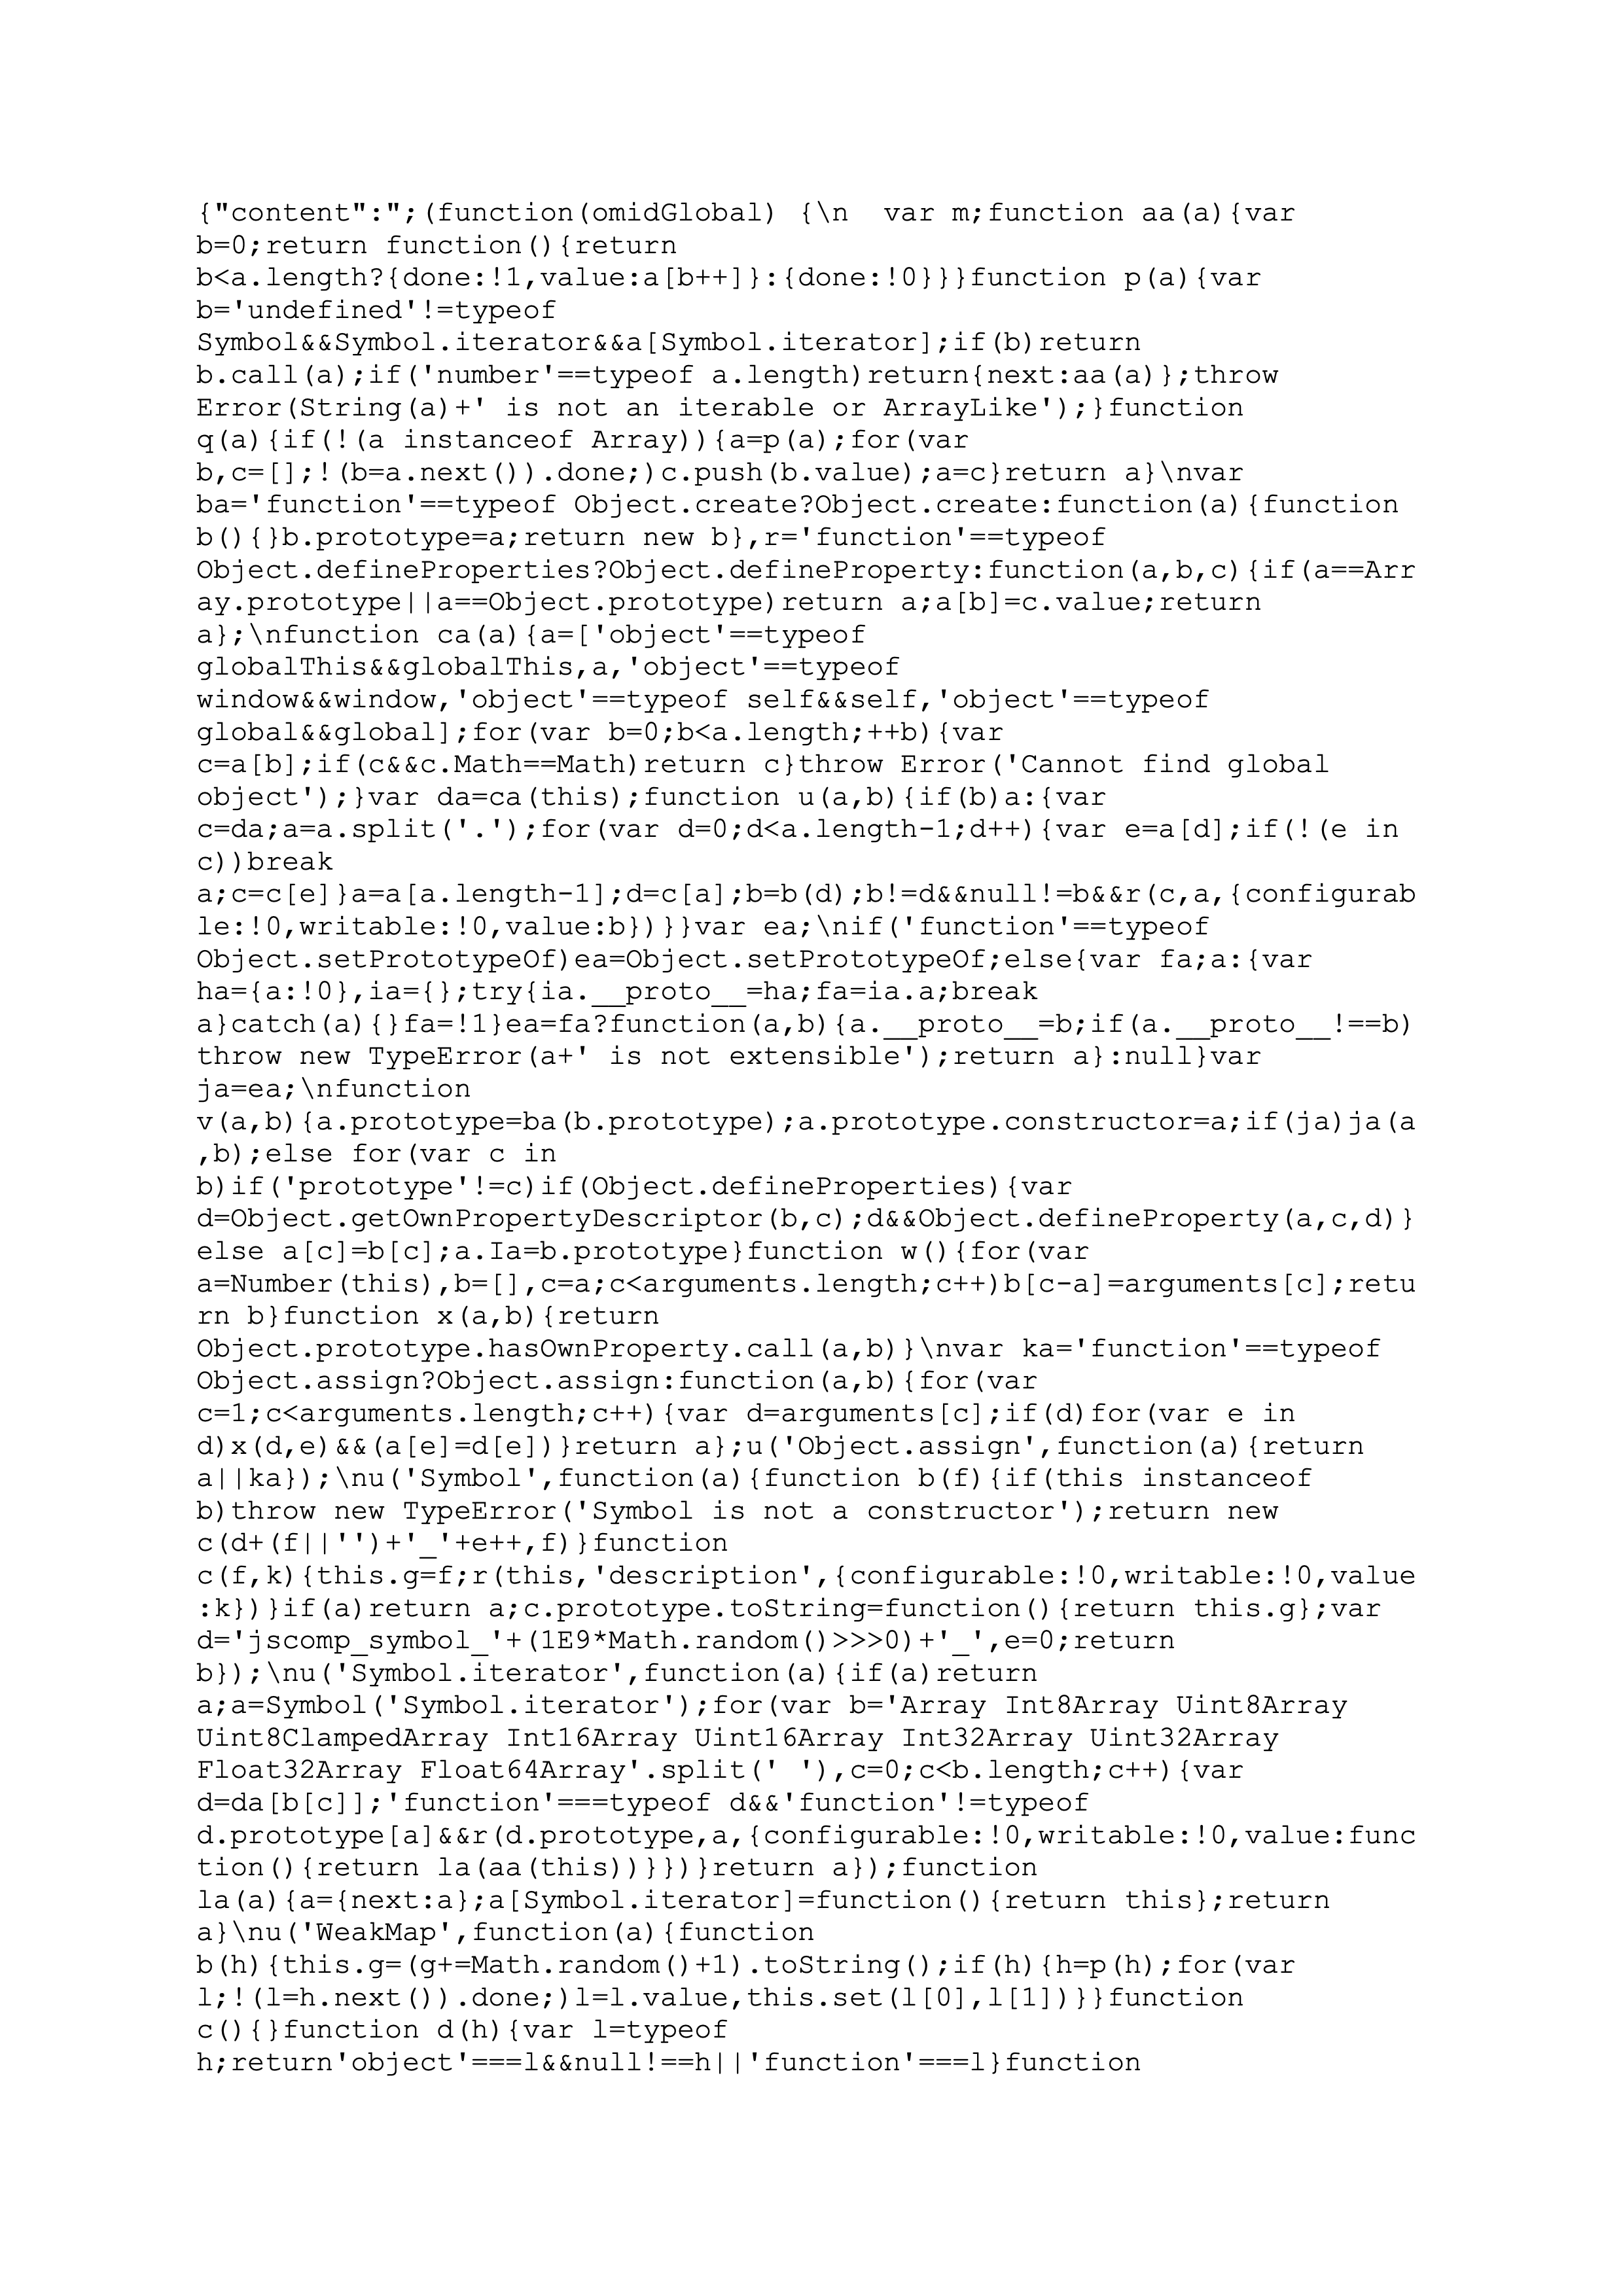 {"content":";(function(omidGlobal) {\n  var m;function aa(a){var
b=0;return function(){return
b<a.length?{done:!1,value:a[b++]}:{done:!0}}}function p(a){var
b='undefined'!=typeof
Symbol&&Symbol.iterator&&a[Symbol.iterator];if(b)return
b.call(a);if('number'==typeof a.length)return{next:aa(a)};throw
Error(String(a)+' is not an iterable or ArrayLike');}function
q(a){if(!(a instanceof Array)){a=p(a);for(var
b,c=[];!(b=a.next()).done;)c.push(b.value);a=c}return a}\nvar
ba='function'==typeof Object.create?Object.create:function(a){function
b(){}b.prototype=a;return new b},r='function'==typeof
Object.defineProperties?Object.defineProperty:function(a,b,c){if(a==Arr
ay.prototype||a==Object.prototype)return a;a[b]=c.value;return
a};\nfunction ca(a){a=['object'==typeof
globalThis&&globalThis,a,'object'==typeof
window&&window,'object'==typeof self&&self,'object'==typeof
global&&global];for(var b=0;b<a.length;++b){var
c=a[b];if(c&&c.Math==Math)return c}throw Error('Cannot find global
object');}var da=ca(this);function u(a,b){if(b)a:{var
c=da;a=a.split('.');for(var d=0;d<a.length-1;d++){var e=a[d];if(!(e in
c))break
a;c=c[e]}a=a[a.length-1];d=c[a];b=b(d);b!=d&&null!=b&&r(c,a,{configurab
le:!0,writable:!0,value:b})}}var ea;\nif('function'==typeof
Object.setPrototypeOf)ea=Object.setPrototypeOf;else{var fa;a:{var
ha={a:!0},ia={};try{ia.__proto__=ha;fa=ia.a;break
a}catch(a){}fa=!1}ea=fa?function(a,b){a.__proto__=b;if(a.__proto__!==b)
throw new TypeError(a+' is not extensible');return a}:null}var
ja=ea;\nfunction
v(a,b){a.prototype=ba(b.prototype);a.prototype.constructor=a;if(ja)ja(a
,b);else for(var c in
b)if('prototype'!=c)if(Object.defineProperties){var
d=Object.getOwnPropertyDescriptor(b,c);d&&Object.defineProperty(a,c,d)}
else a[c]=b[c];a.Ia=b.prototype}function w(){for(var
a=Number(this),b=[],c=a;c<arguments.length;c++)b[c-a]=arguments[c];retu
rn b}function x(a,b){return
Object.prototype.hasOwnProperty.call(a,b)}\nvar ka='function'==typeof
Object.assign?Object.assign:function(a,b){for(var
c=1;c<arguments.length;c++){var d=arguments[c];if(d)for(var e in
d)x(d,e)&&(a[e]=d[e])}return a};u('Object.assign',function(a){return
a||ka});\nu('Symbol',function(a){function b(f){if(this instanceof
b)throw new TypeError('Symbol is not a constructor');return new
c(d+(f||'')+'_'+e++,f)}function
c(f,k){this.g=f;r(this,'description',{configurable:!0,writable:!0,value
:k})}if(a)return a;c.prototype.toString=function(){return this.g};var
d='jscomp_symbol_'+(1E9*Math.random()>>>0)+'_',e=0;return
b});\nu('Symbol.iterator',function(a){if(a)return
a;a=Symbol('Symbol.iterator');for(var b='Array Int8Array Uint8Array
Uint8ClampedArray Int16Array Uint16Array Int32Array Uint32Array
Float32Array Float64Array'.split(' '),c=0;c<b.length;c++){var
d=da[b[c]];'function'===typeof d&&'function'!=typeof
d.prototype[a]&&r(d.prototype,a,{configurable:!0,writable:!0,value:func
tion(){return la(aa(this))}})}return a});function
la(a){a={next:a};a[Symbol.iterator]=function(){return this};return
a}\nu('WeakMap',function(a){function
b(h){this.g=(g+=Math.random()+1).toString();if(h){h=p(h);for(var
l;!(l=h.next()).done;)l=l.value,this.set(l[0],l[1])}}function
c(){}function d(h){var l=typeof
h;return'object'===l&&null!==h||'function'===l}function